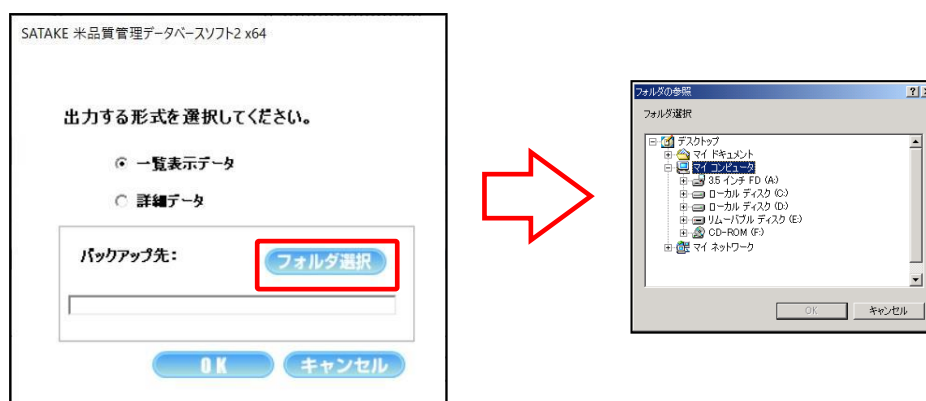 SATAKE 米品質管理データベースソフト2 x64
出力する形式を選択してください。
一覧表示データ
詳細データ
バックアップ先:
フォルダ選択
OK
キャンセル
フォルダの参照
フォルダ選択
デスクトップ
マイ ドキュメント
マイ コンピュータ
3.5 インチ FD (A:)
ローカル ディスク (C:)
ローカル ディスク (D:)
リムーバブル ディスク (E:)
CD-ROM (F:)
マイ ネットワーク
OK
キャンセル